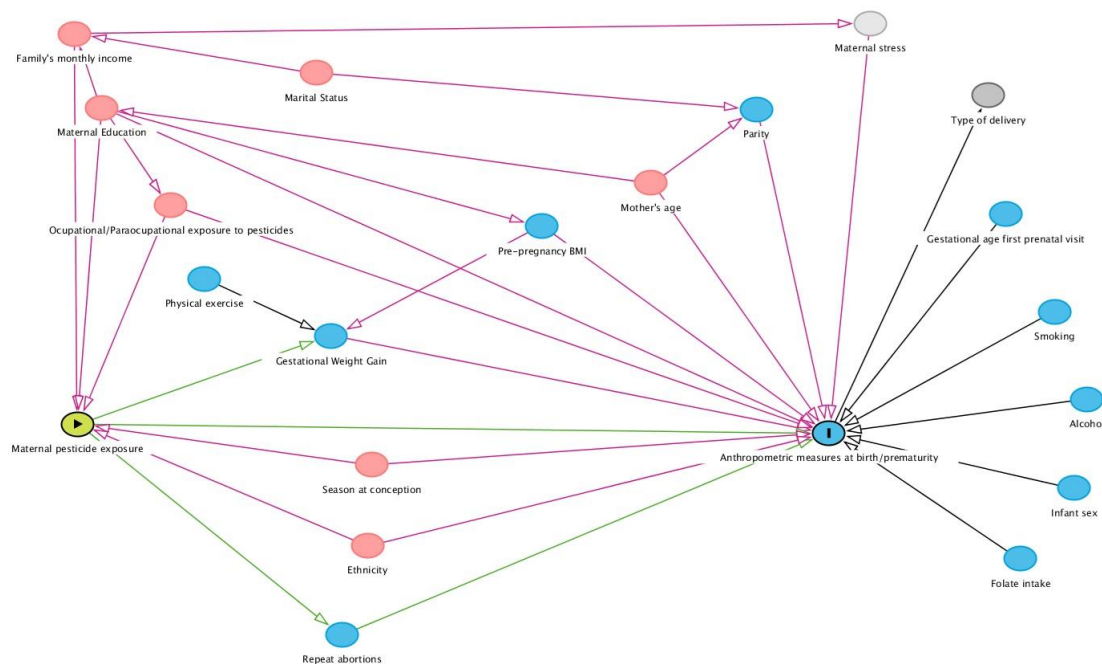 Family's monthly income
Maternal stress
Marital Status
Maternal Education
Type of delivery
Parity
Mother's age
Ocupational/Paraocupational exposure to pesticides
Gestational age first prenatal visit
Pre-pregnancy BMI
Physical exercise
Smoking
Gestational Weight Gain
Alcoho
Maternal pesticide exposure
Anthropometric measures at birth/prematurity
Season at conception
Infant sex
Ethnicity
Folate intake
Repeat abortions